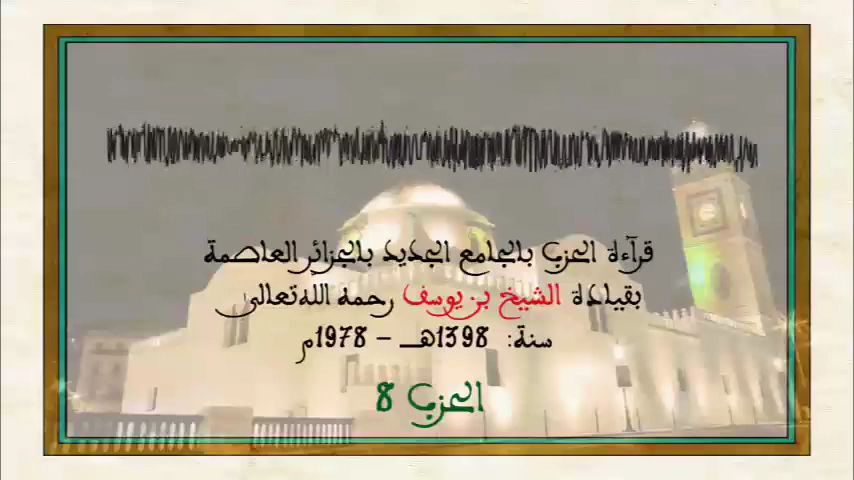 قرآءة الحزب بالجامع الجديد بالجزائر العاصمة
بقيادة الشيخ بن يوسف رحمه الله تعالى
سنة: 1398هـ - 1978م
الحزب 8